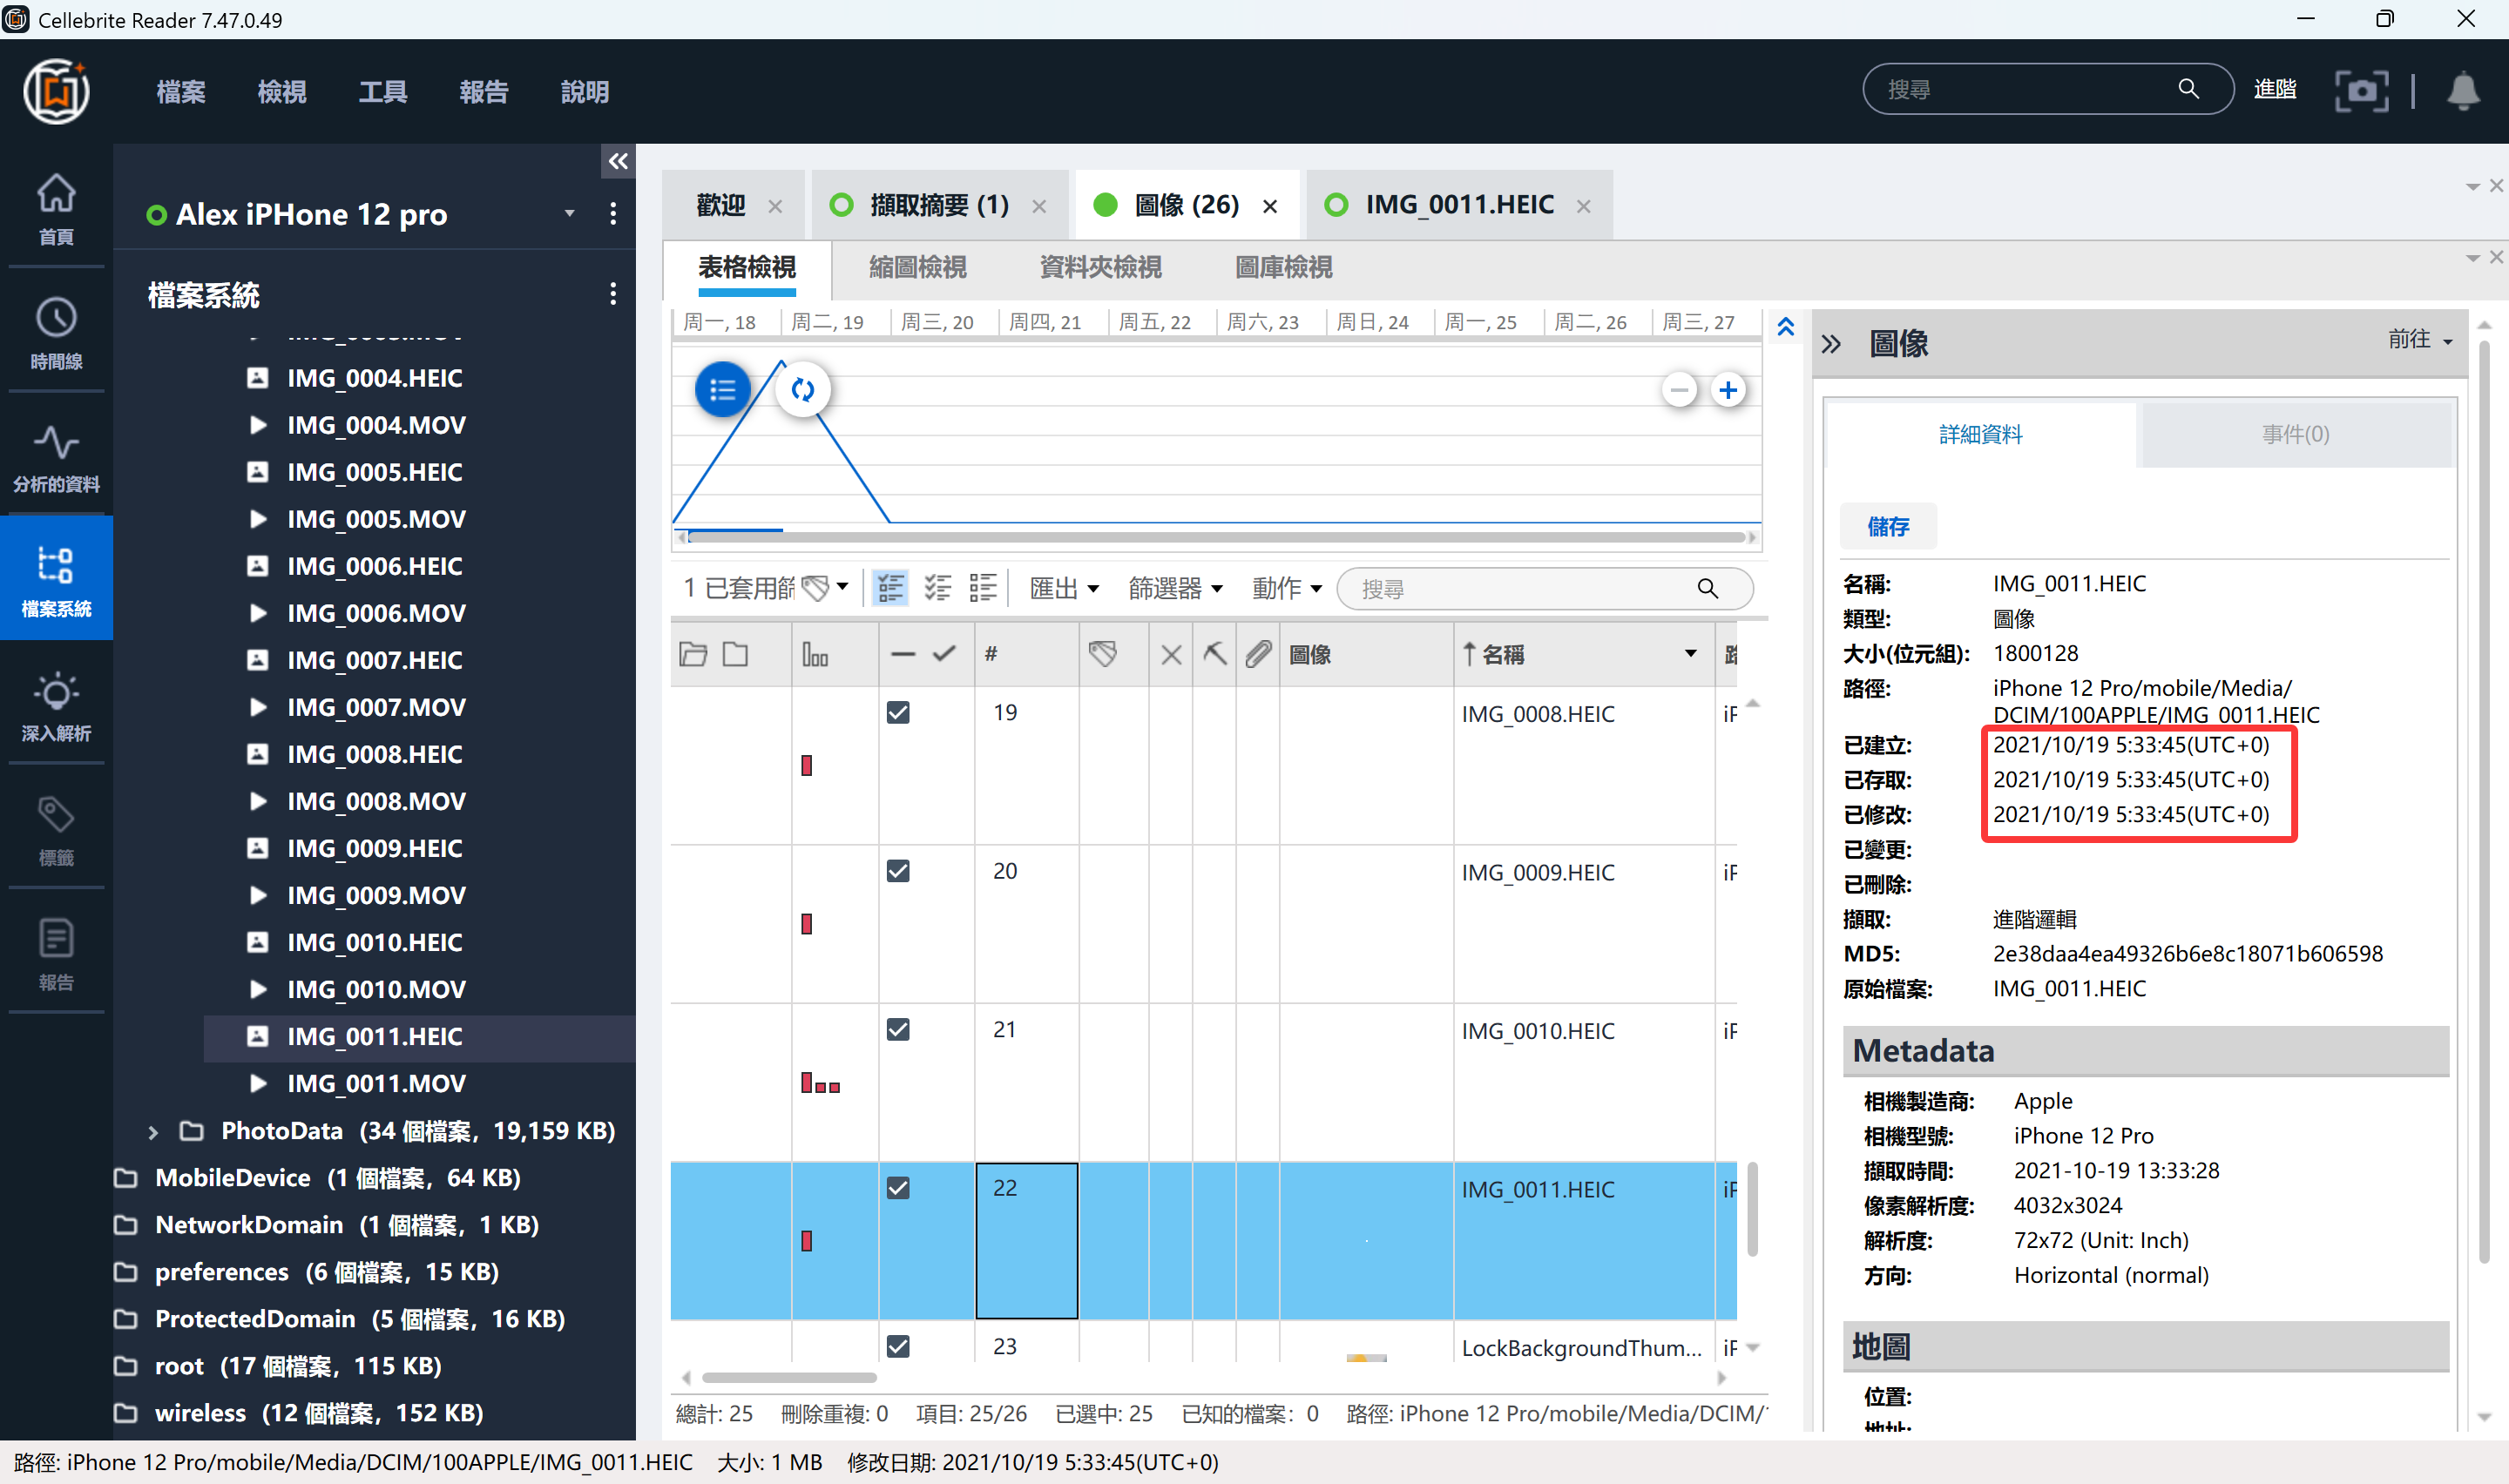 Cellebrite Reader 7.47.0.49
檔案 檢視 工具 報告 說明
搜尋
進階
首頁
時間線
分析的資料
檔案系統
深入解析
標籤
報告
Alex iPHone 12 pro
檔案系統
IMG_0004.HEIC
IMG_0004.MOV
IMG_0005.HEIC
IMG_0005.MOV
IMG_0006.HEIC
IMG_0006.MOV
IMG_0007.HEIC
IMG_0007.MOV
IMG_0008.HEIC
IMG_0008.MOV
IMG_0009.HEIC
IMG_0009.MOV
IMG_0010.HEIC
IMG_0010.MOV
IMG_0011.HEIC
IMG_0011.MOV
PhotoData (34 個檔案，19,159 KB)
MobileDevice (1 個檔案，64 KB)
NetworkDomain (1 個檔案，1 KB)
preferences (6 個檔案，15 KB)
ProtectedDomain (5 個檔案，16 KB)
root (17 個檔案，115 KB)
wireless (12 個檔案，152 KB)
歡迎 擷取摘要 (1) 圖像 (26) IMG_0011.HEIC
表格檢視 縮圖檢視 資料夾檢視 圖庫檢視
周一, 18 周二, 19 周三, 20 周四, 21 周五, 22 周六, 23 周日, 24 周一, 25 周二, 26 周三, 27
1 已套用篩 匯出 篩選器 動作 搜尋
# 圖像 名稱
19 IMG_0008.HEIC iP
20 IMG_0009.HEIC iP
21 IMG_0010.HEIC iP
22 IMG_0011.HEIC iP
23 LockBackgroundThum... iP
總計: 25 刪除重複: 0 項目: 25/26 已選中: 25 已知的檔案：0 路徑: iPhone 12 Pro/mobile/Media/DCIM/
圖像 前往
詳細資料 事件(0)
儲存
名稱: IMG_0011.HEIC
類型: 圖像
大小(位元組): 1800128
路徑: iPhone 12 Pro/mobile/Media/
DCIM/100APPLE/IMG_0011.HEIC
已建立: 2021/10/19 5:33:45(UTC+0)
已存取: 2021/10/19 5:33:45(UTC+0)
已修改: 2021/10/19 5:33:45(UTC+0)
已變更:
已刪除:
擷取: 進階邏輯
MD5: 2e38daa4ea49326b6e8c18071b606598
原始檔案: IMG_0011.HEIC
Metadata
相機製造商: Apple
相機型號: iPhone 12 Pro
擷取時間: 2021-10-19 13:33:28
像素解析度: 4032x3024
解析度: 72x72 (Unit: Inch)
方向: Horizontal (normal)
地圖
位置:
路徑: iPhone 12 Pro/mobile/Media/DCIM/100APPLE/IMG_0011.HEIC 大小: 1 MB 修改日期: 2021/10/19 5:33:45(UTC+0)